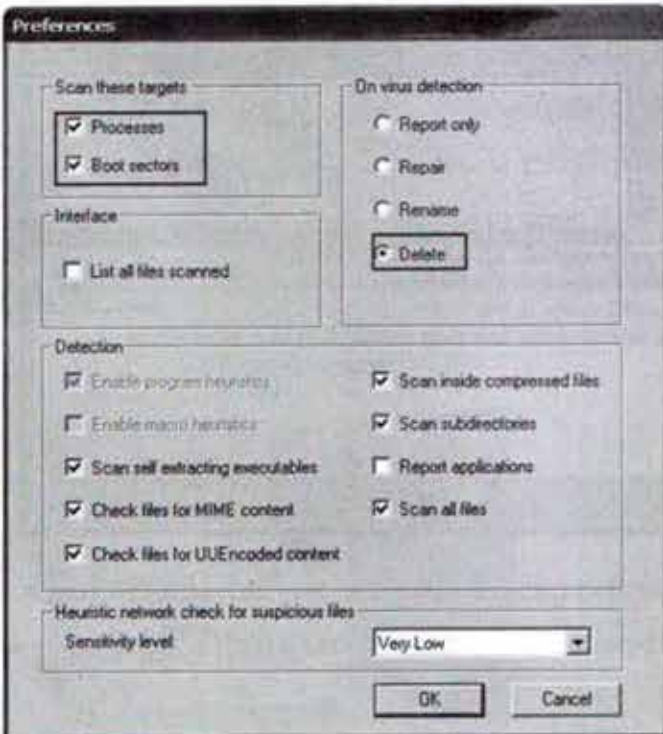 Preferences
Scan these targets
Processes
Boot sectors
Interface
List all files scanned
On virus detection
Report only
Repair
Rename
Delete
Detection
Enable program heuristics
Enable macro heuristics
Scan self extracting executables
Check files for MIME content
Check files for UUEncoded content
Scan inside compressed files
Scan subdirectories
Report applications
Scan all files
Heuristic network check for suspicious files
Sensitivity level
Very Low
OK
Cancel